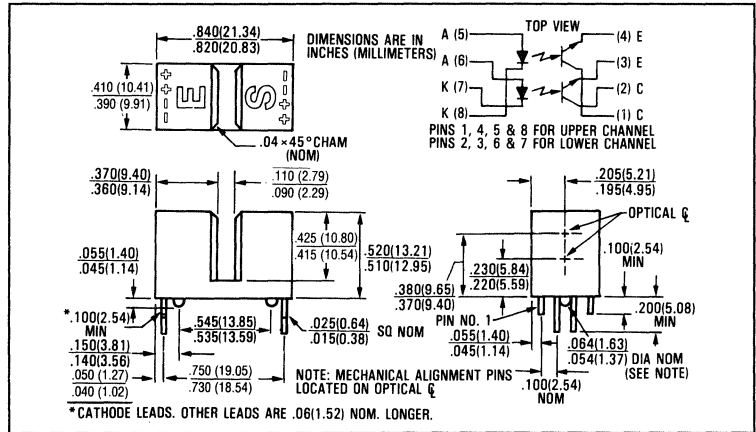 .840(21.34)
.820(20.83)
DIMENSIONS ARE IN
INCHES (MILLIMETERS)
TOP VIEW
A (5)
(4) E
A (6)
(3) E
K (7)
(2) C
K (8)
(1) C
PINS 1, 4, 5 & 8 FOR UPPER CHANNEL
PINS 2, 3, 6 & 7 FOR LOWER CHANNEL
.410 (10.41)
.390 (9.91)
++−−
E
S
−+−+
.04 × 45° CHAM
(NOM)
.370(9.40)
.360(9.14)
.110 (2.79)
.090 (2.29)
.205(5.21)
.195(4.95)
OPTICAL ℄
.425 (10.80)
.415 (10.54)
.520(13.21)
.510(12.95)
.055(1.40)
.045(1.14)
.100(2.54)
MIN
.230(5.84)
.220(5.59)
.380(9.65)
.370(9.40)
*.100(2.54)
MIN
.545(13.85)
.535(13.59)
.025(0.64)
.015(0.38)
SQ NOM
PIN NO. 1
.200(5.08)
MIN
.150(3.81)
.140(3.56)
.055(1.40)
.045(1.14)
.064(1.63)
.054(1.37)
DIA NOM
(SEE NOTE)
.050 (1.27)
.040 (1.02)
.750 (19.05)
.730 (18.54)
NOTE: MECHANICAL ALIGNMENT PINS
LOCATED ON OPTICAL ℄
.100(2.54)
NOM
* CATHODE LEADS. OTHER LEADS ARE .06(1.52) NOM. LONGER.